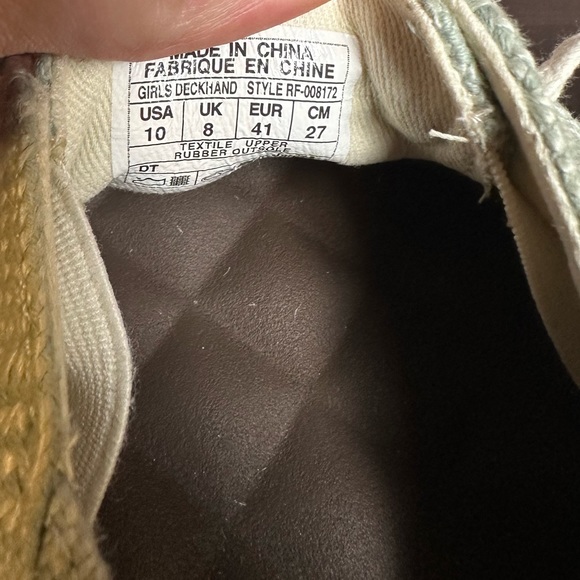 MADE IN CHINA
FABRIQUE EN CHINE
GIRLS DECKHAND STYLE RF-008172
USA UK EUR CM
10 8 41 27
TEXTILE UPPER
RUBBER OUTSOLE
DT